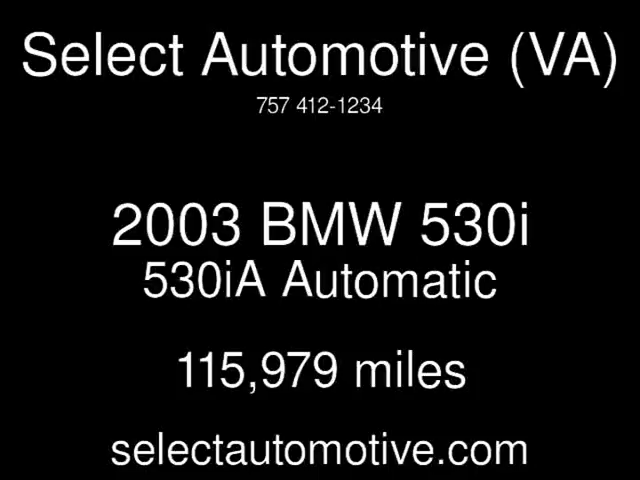 Select Automotive (VA)
757 412-1234
2003 BMW 530i
530iA Automatic
115,979 miles
selectautomotive.com